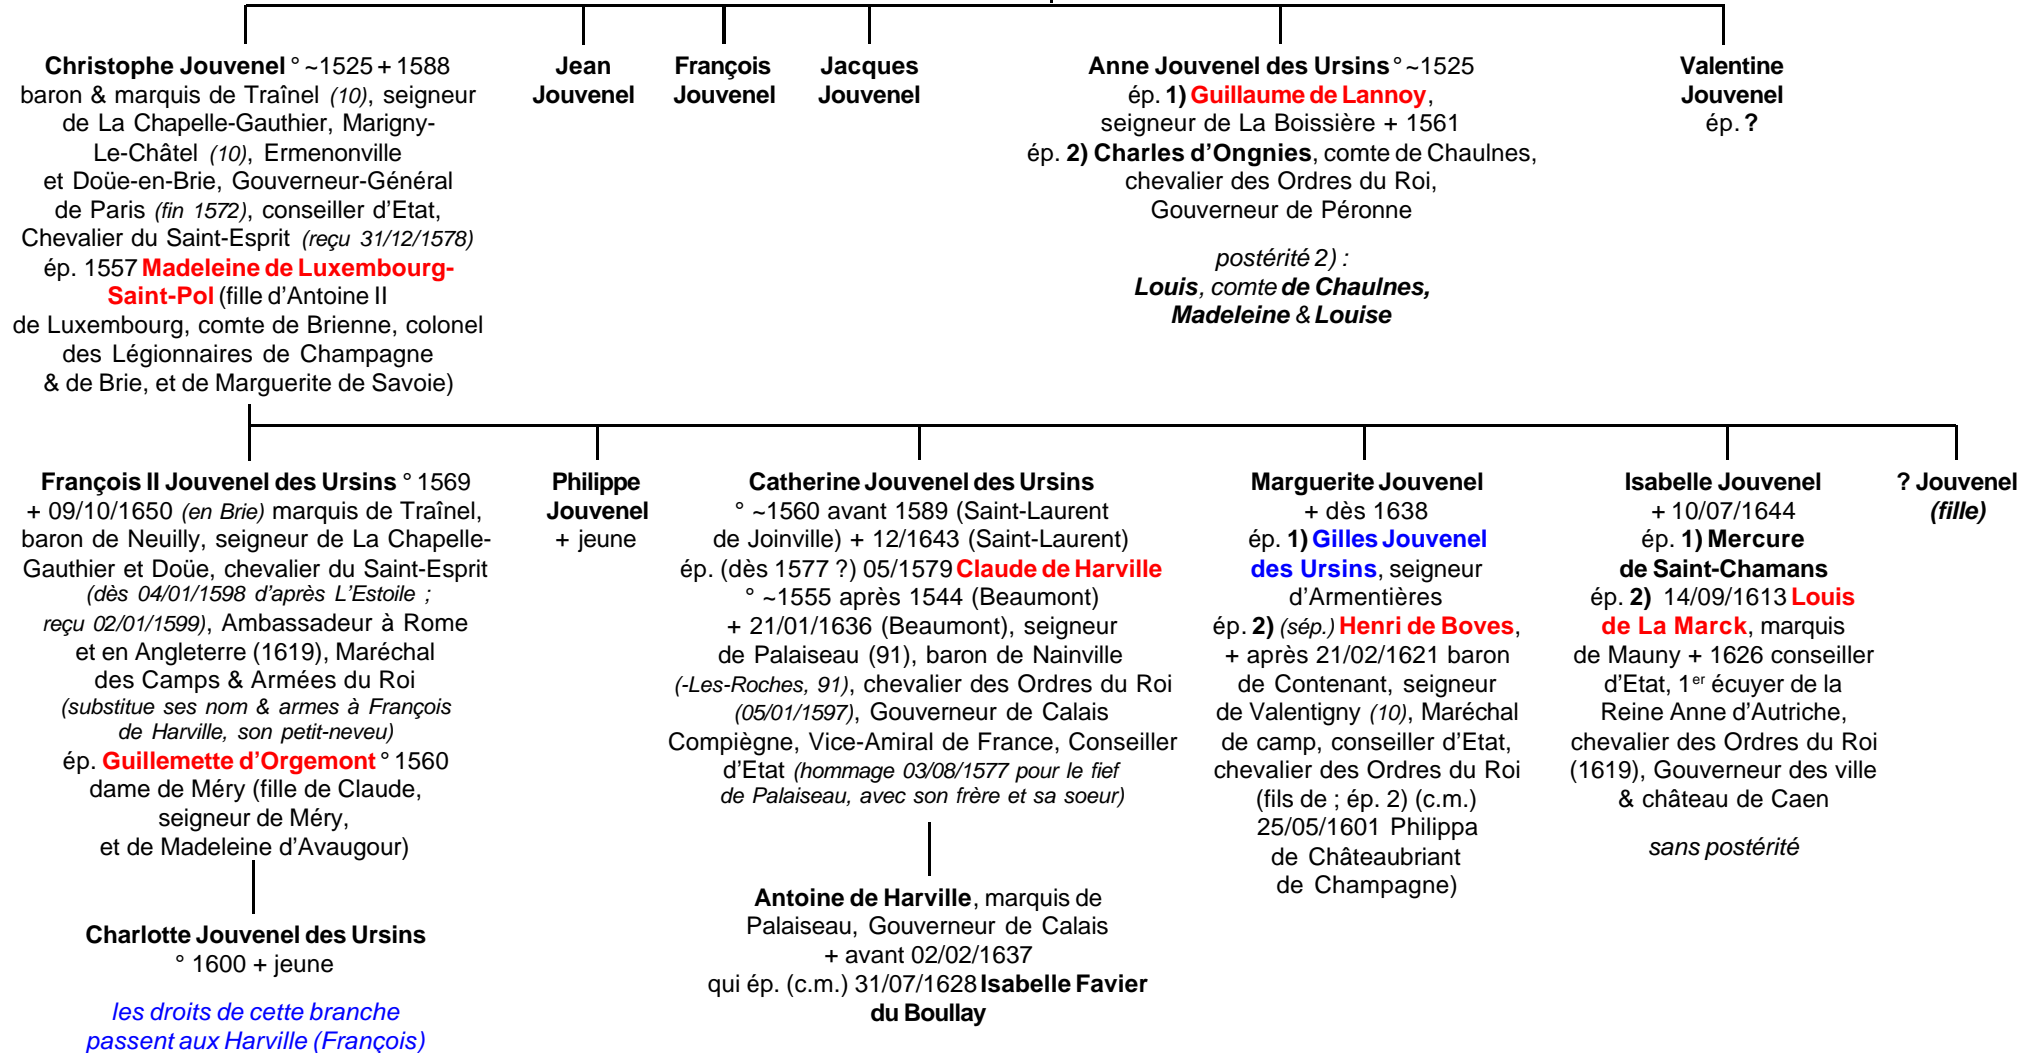 Christophe Jouvenel ° ~1525 + 1588
baron & marquis de Traînel (10), seigneur
de La Chapelle-Gauthier, Marigny-
Le-Châtel (10), Ermenonville
et Doüe-en-Brie, Gouverneur-Général
de Paris (fin 1572), conseiller d'Etat,
Chevalier du Saint-Esprit (reçu 31/12/1578)
ép. 1557 Madeleine de Luxembourg-
Saint-Pol (fille d'Antoine II
de Luxembourg, comte de Brienne, colonel
des Légionnaires de Champagne
& de Brie, et de Marguerite de Savoie)
Jean
Jouvenel
François
Jouvenel
Jacques
Jouvenel
Anne Jouvenel des Ursins ° ~1525
ép. 1) Guillaume de Lannoy,
seigneur de La Boissière + 1561
ép. 2) Charles d'Ongnies, comte de Chaulnes,
chevalier des Ordres du Roi,
Gouverneur de Péronne
postérité 2) :
Louis, comte de Chaulnes,
Madeleine & Louise
Valentine
Jouvenel
ép. ?
François II Jouvenel des Ursins ° 1569
+ 09/10/1650 (en Brie) marquis de Traînel,
baron de Neuilly, seigneur de La Chapelle-
Gauthier et Doüe, chevalier du Saint-Esprit
(dès 04/01/1598 d'après L'Estoile ;
reçu 02/01/1599), Ambassadeur à Rome
et en Angleterre (1619), Maréchal
des Camps & Armées du Roi
(substitue ses nom & armes à François
de Harville, son petit-neveu)
ép. Guillemette d'Orgemont ° 1560
dame de Méry (fille de Claude,
seigneur de Méry,
et de Madeleine d'Avaugour)
Charlotte Jouvenel des Ursins
° 1600 + jeune
les droits de cette branche
passent aux Harville (François)
Philippe
Jouvenel
+ jeune
Catherine Jouvenel des Ursins
° ~1560 avant 1589 (Saint-Laurent
de Joinville) + 12/1643 (Saint-Laurent)
ép. (dès 1577 ?) 05/1579 Claude de Harville
° ~1555 après 1544 (Beaumont)
+ 21/01/1636 (Beaumont), seigneur
de Palaiseau (91), baron de Nainville
(-Les-Roches, 91), chevalier des Ordres du Roi
(05/01/1597), Gouverneur de Calais
Compiègne, Vice-Amiral de France, Conseiller
d'Etat (hommage 03/08/1577 pour le fief
de Palaiseau, avec son frère et sa soeur)
Antoine de Harville, marquis de
Palaiseau, Gouverneur de Calais
+ avant 02/02/1637
qui ép. (c.m.) 31/07/1628 Isabelle Favier
du Boullay
Marguerite Jouvenel
+ dès 1638
ép. 1) Gilles Jouvenel
des Ursins, seigneur
d'Armentières
ép. 2) (sép.) Henri de Boves,
+ après 21/02/1621 baron
de Contenant, seigneur
de Valentigny (10), Maréchal
de camp, conseiller d'Etat,
chevalier des Ordres du Roi
(fils de ; ép. 2) (c.m.)
25/05/1601 Philippa
de Châteaubriant
de Champagne)
Isabelle Jouvenel
+ 10/07/1644
ép. 1) Mercure
de Saint-Chamans
ép. 2) 14/09/1613 Louis
de La Marck, marquis
de Mauny + 1626 conseiller
d'Etat, 1er écuyer de la
Reine Anne d'Autriche,
chevalier des Ordres du Roi
(1619), Gouverneur des ville
& château de Caen
sans postérité
? Jouvenel
(fille)